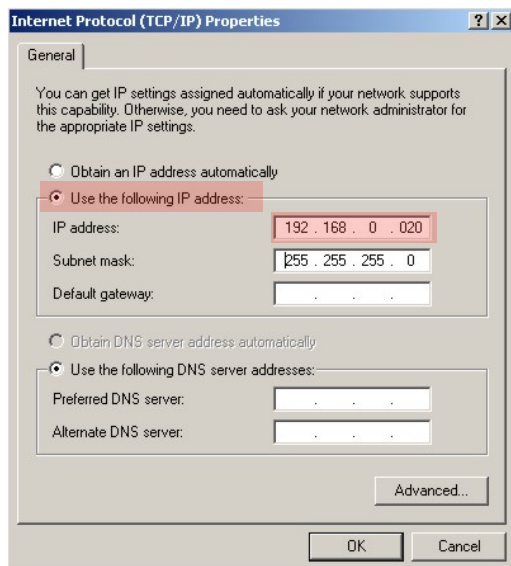 Internet Protocol (TCP/IP) Properties
General
You can get IP settings assigned automatically if your network supports
this capability. Otherwise, you need to ask your network administrator for
the appropriate IP settings.
Obtain an IP address automatically
Use the following IP address:
IP address: 192 . 168 . 0 . 020
Subnet mask: 255 . 255 . 255 . 0
Default gateway: . . .
Obtain DNS server address automatically
Use the following DNS server addresses:
Preferred DNS server: . . .
Alternate DNS server: . . .
Advanced...
OK Cancel